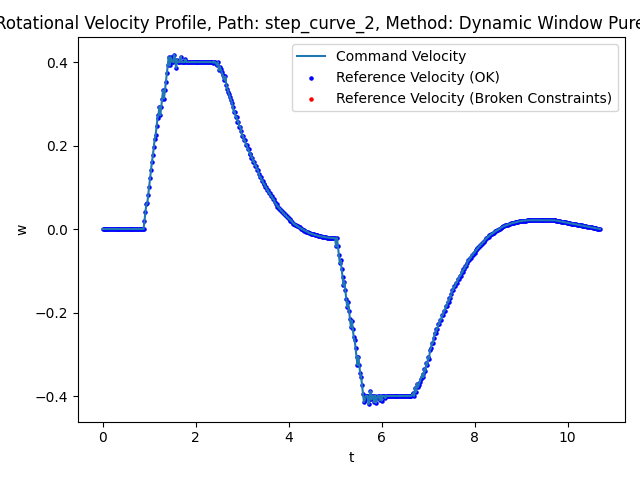 Rotational Velocity Profile, Path: step_curve_2, Method: Dynamic Window Pure
Command Velocity
Reference Velocity (OK)
Reference Velocity (Broken Constraints)
0.4
0.2
0.0
−0.2
−0.4
w
0 2 4 6 8 10
t